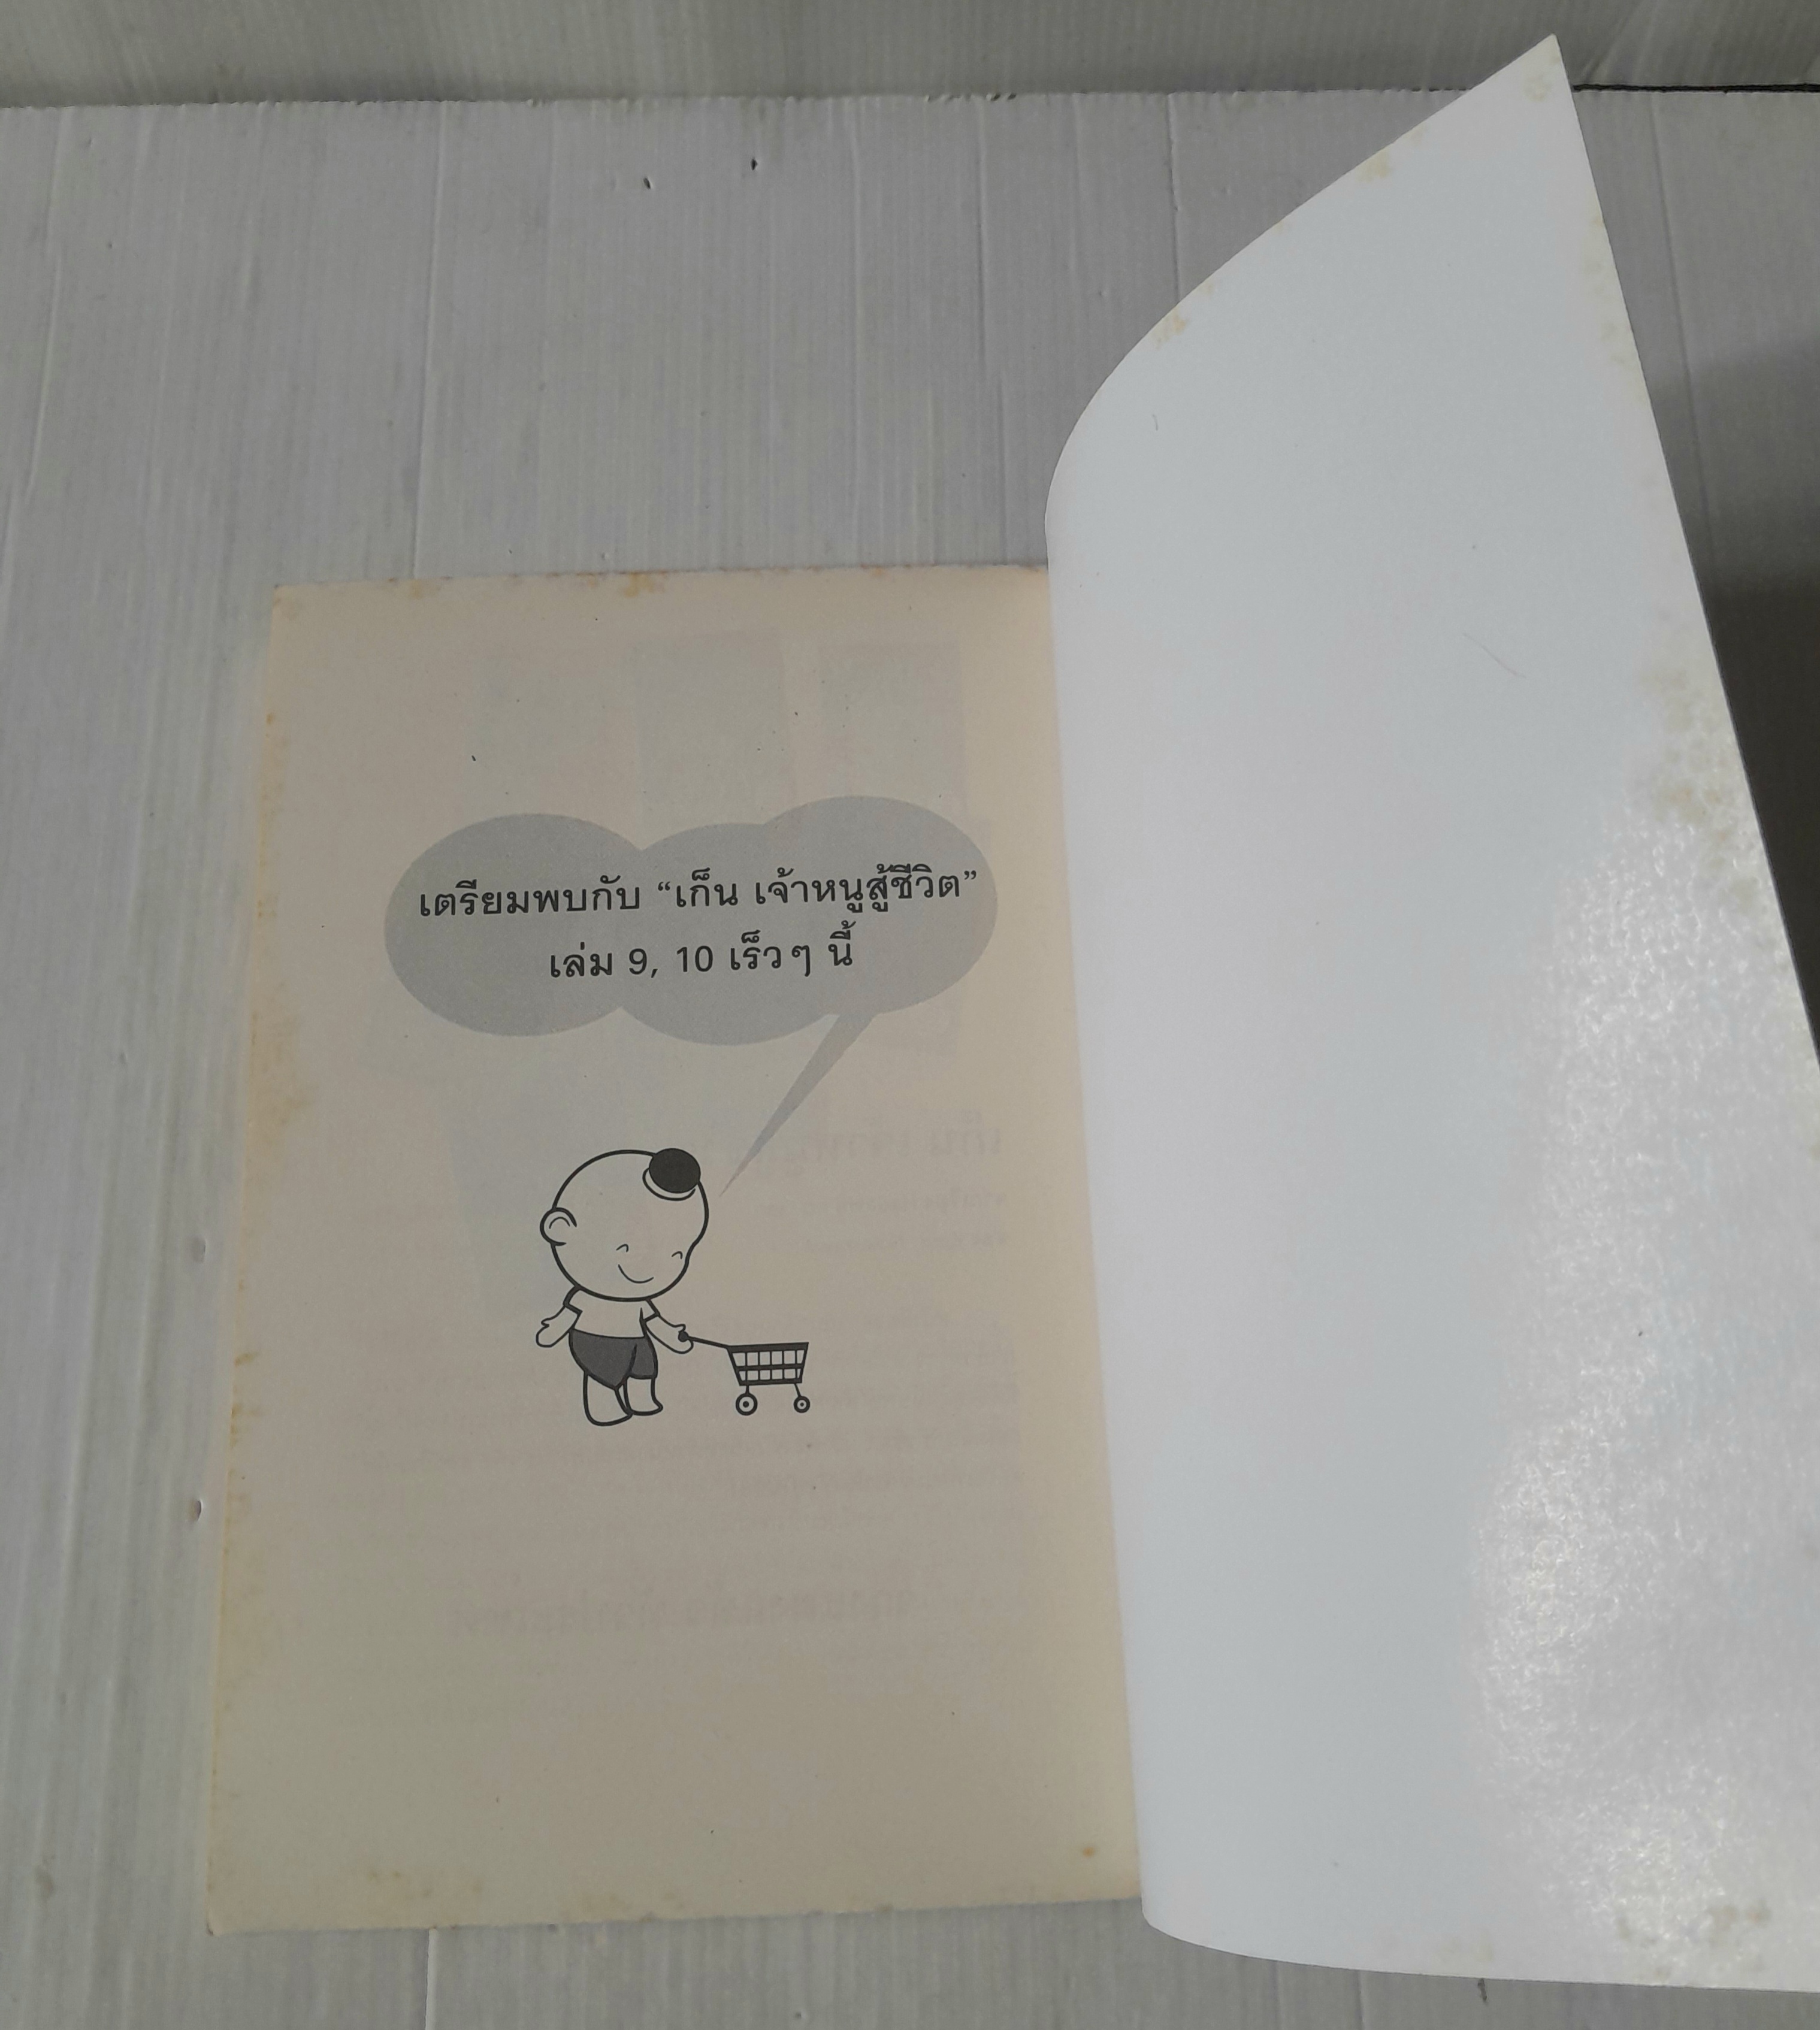 เตรียมพบกับ “เก็น เจ้าหนูสู้ชีวิต”
เล่ม 9, 10 เร็วๆ นี้